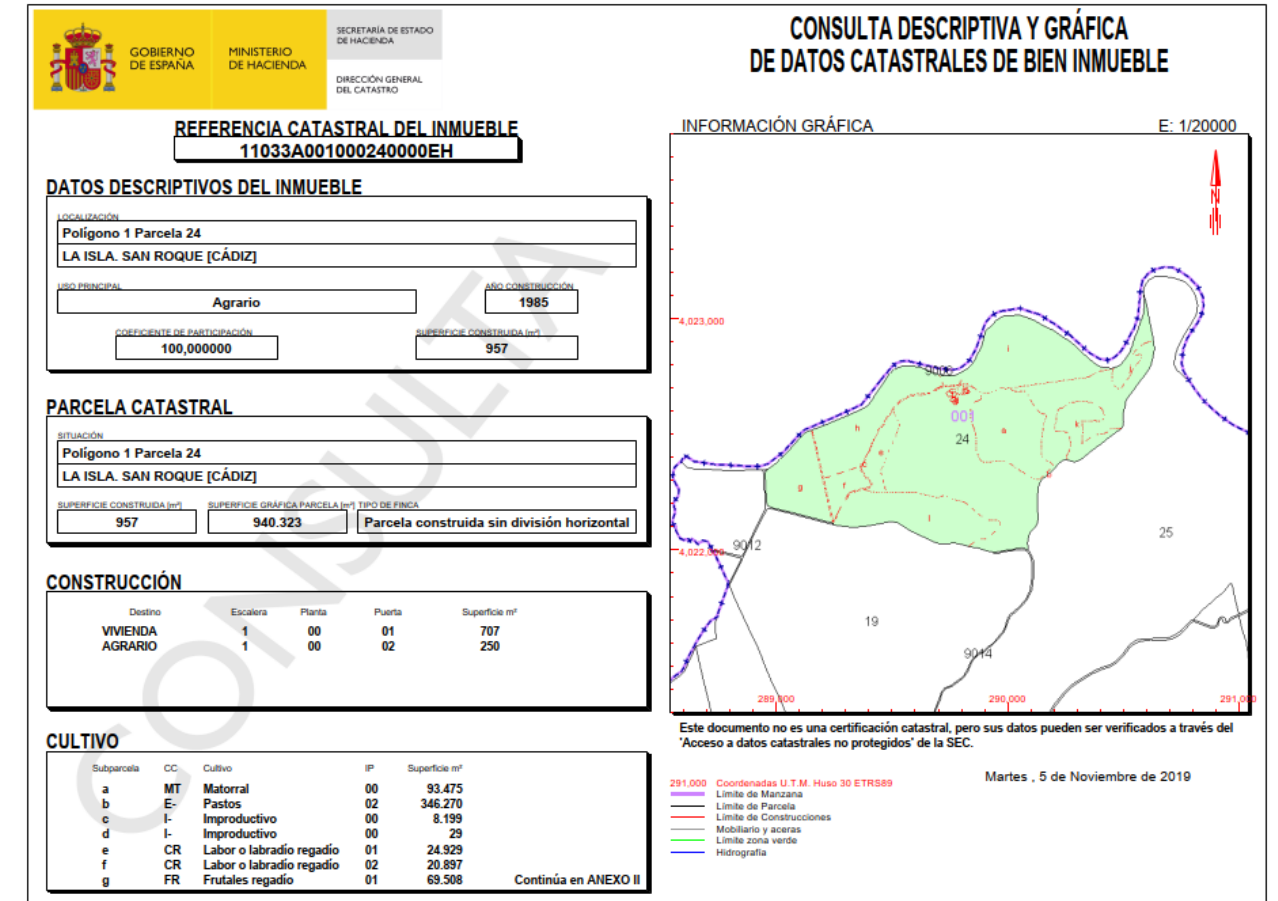 GOBIERNO
DE ESPAÑA
MINISTERIO
DE HACIENDA
SECRETARÍA DE ESTADO
DE HACIENDA
DIRECCIÓN GENERAL
DEL CATASTRO
CONSULTA DESCRIPTIVA Y GRÁFICA
DE DATOS CATASTRALES DE BIEN INMUEBLE
REFERENCIA CATASTRAL DEL INMUEBLE
11033A001000240000EH
DATOS DESCRIPTIVOS DEL INMUEBLE
LOCALIZACIÓN
Polígono 1 Parcela 24
LA ISLA. SAN ROQUE [CÁDIZ]
USO PRINCIPAL
Agrario
AÑO CONSTRUCCIÓN
1985
COEFICIENTE DE PARTICIPACIÓN
100,000000
SUPERFICIE CONSTRUIDA [m²]
957
PARCELA CATASTRAL
SITUACIÓN
Polígono 1 Parcela 24
LA ISLA. SAN ROQUE [CÁDIZ]
SUPERFICIE CONSTRUIDA [m²] SUPERFICIE GRÁFICA PARCELA [m²] TIPO DE FINCA
957 940.323 Parcela construida sin división horizontal
CONSTRUCCIÓN
Destino Escalera Planta Puerta Superficie m²
VIVIENDA 1 00 01 707
AGRARIO 1 00 02 250
CULTIVO
Subparcela CC Cultivo IP Superficie m²
a MT Matorral 00 93.475
b E- Pastos 02 346.270
c I- Improductivo 00 8.199
d I- Improductivo 00 29
e CR Labor o labradío regadío 01 24.929
f CR Labor o labradío regadío 02 20.897
g FR Frutales regadío 01 69.508 Continúa en ANEXO II
CONSULTA
INFORMACIÓN GRÁFICA E: 1/20000
N
4,023,000
i
001
24
h
a
k
e
c
f
g
l
4,022,000
9012
25
19
9014
289,000 290,000 291,000
Este documento no es una certificación catastral, pero sus datos pueden ser verificados a través del
'Acceso a datos catastrales no protegidos' de la SEC.
Martes , 5 de Noviembre de 2019
291,000 Coordenadas U.T.M. Huso 30 ETRS89
Límite de Manzana
Límite de Parcela
Límite de Construcciones
Mobiliario y aceras
Límite zona verde
Hidrografía